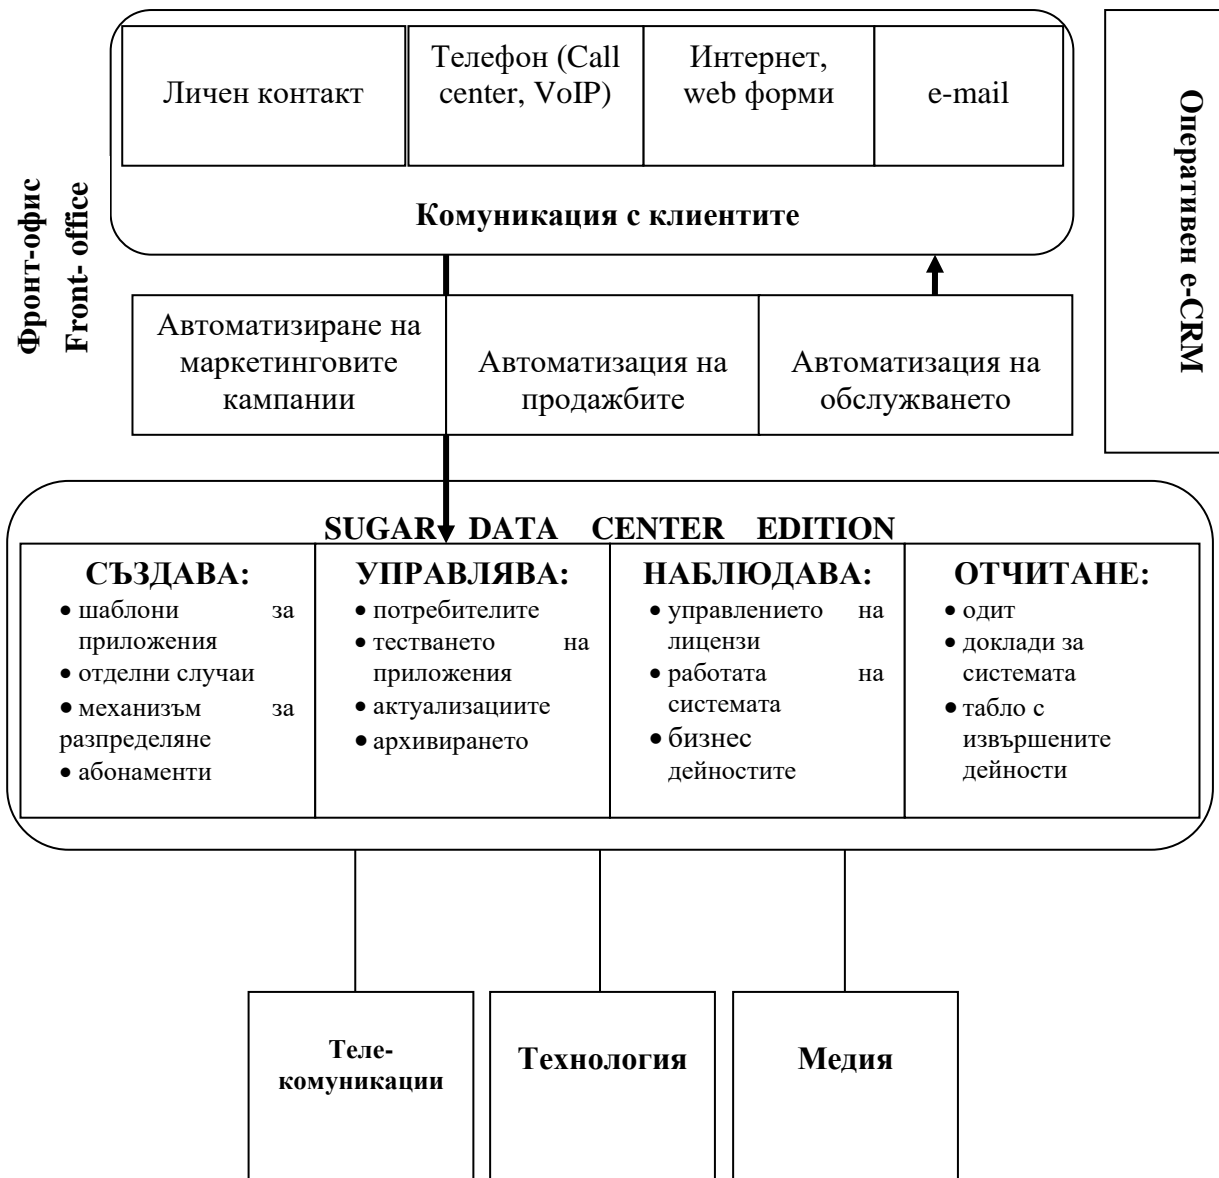 Личен контакт
Телефон (Call
center, VoIP)
Интернет,
web форми
e-mail
Комуникация с клиентите
Фронт-офис
Front- office
Оперативен e-CRM
Автоматизиране на
маркетинговите
кампании
Автоматизация на
продажбите
Автоматизация на
обслужването
SUGAR DATA CENTER EDITION
СЪЗДАВА:
• шаблони за
приложения
• отделни случаи
• механизъм за
разпределяне
• абонаменти
УПРАВЛЯВА:
• потребителите
• тестването на
приложения
• актуализациите
• архивирането
НАБЛЮДАВА:
• управлението на
лицензи
• работата на
системата
• бизнес
дейностите
ОТЧИТАНЕ:
• одит
• доклади за
системата
• табло с
извършените
дейности
Теле-
комуникации
Технология
Медия